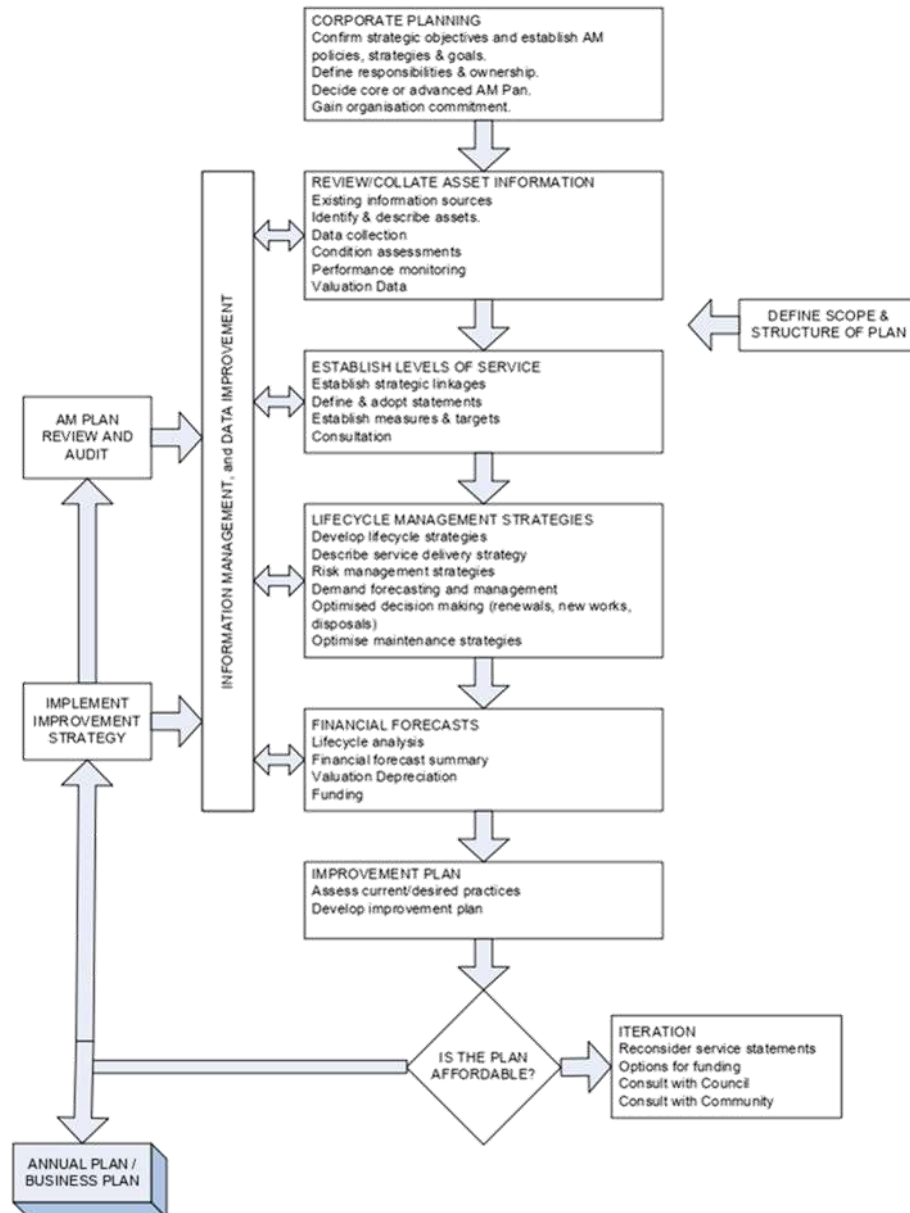 CORPORATE PLANNING
Confirm strategic objectives and establish AM
policies, strategies & goals.
Define responsibilities & ownership.
Decide core or advanced AM Pan.
Gain organisation commitment.
REVIEW/COLLATE ASSET INFORMATION
Existing information sources
Identify & describe assets.
Data collection
Condition assessments
Performance monitoring
Valuation Data
DEFINE SCOPE &
STRUCTURE OF PLAN
INFORMATION MANAGEMENT, and DATA IMPROVEMENT
ESTABLISH LEVELS OF SERVICE
Establish strategic linkages
Define & adopt statements
Establish measures & targets
Consultation
AM PLAN
REVIEW AND
AUDIT
LIFECYCLE MANAGEMENT STRATEGIES
Develop lifecycle strategies
Describe service delivery strategy
Risk management strategies
Demand forecasting and management
Optimised decision making (renewals, new works,
disposals)
Optimise maintenance strategies
IMPLEMENT
IMPROVEMENT
STRATEGY
FINANCIAL FORECASTS
Lifecycle analysis
Financial forecast summary
Valuation Depreciation
Funding
IMPROVEMENT PLAN
Assess current/desired practices
Develop improvement plan
IS THE PLAN
AFFORDABLE?
ITERATION
Reconsider service statements
Options for funding
Consult with Council
Consult with Community
ANNUAL PLAN /
BUSINESS PLAN